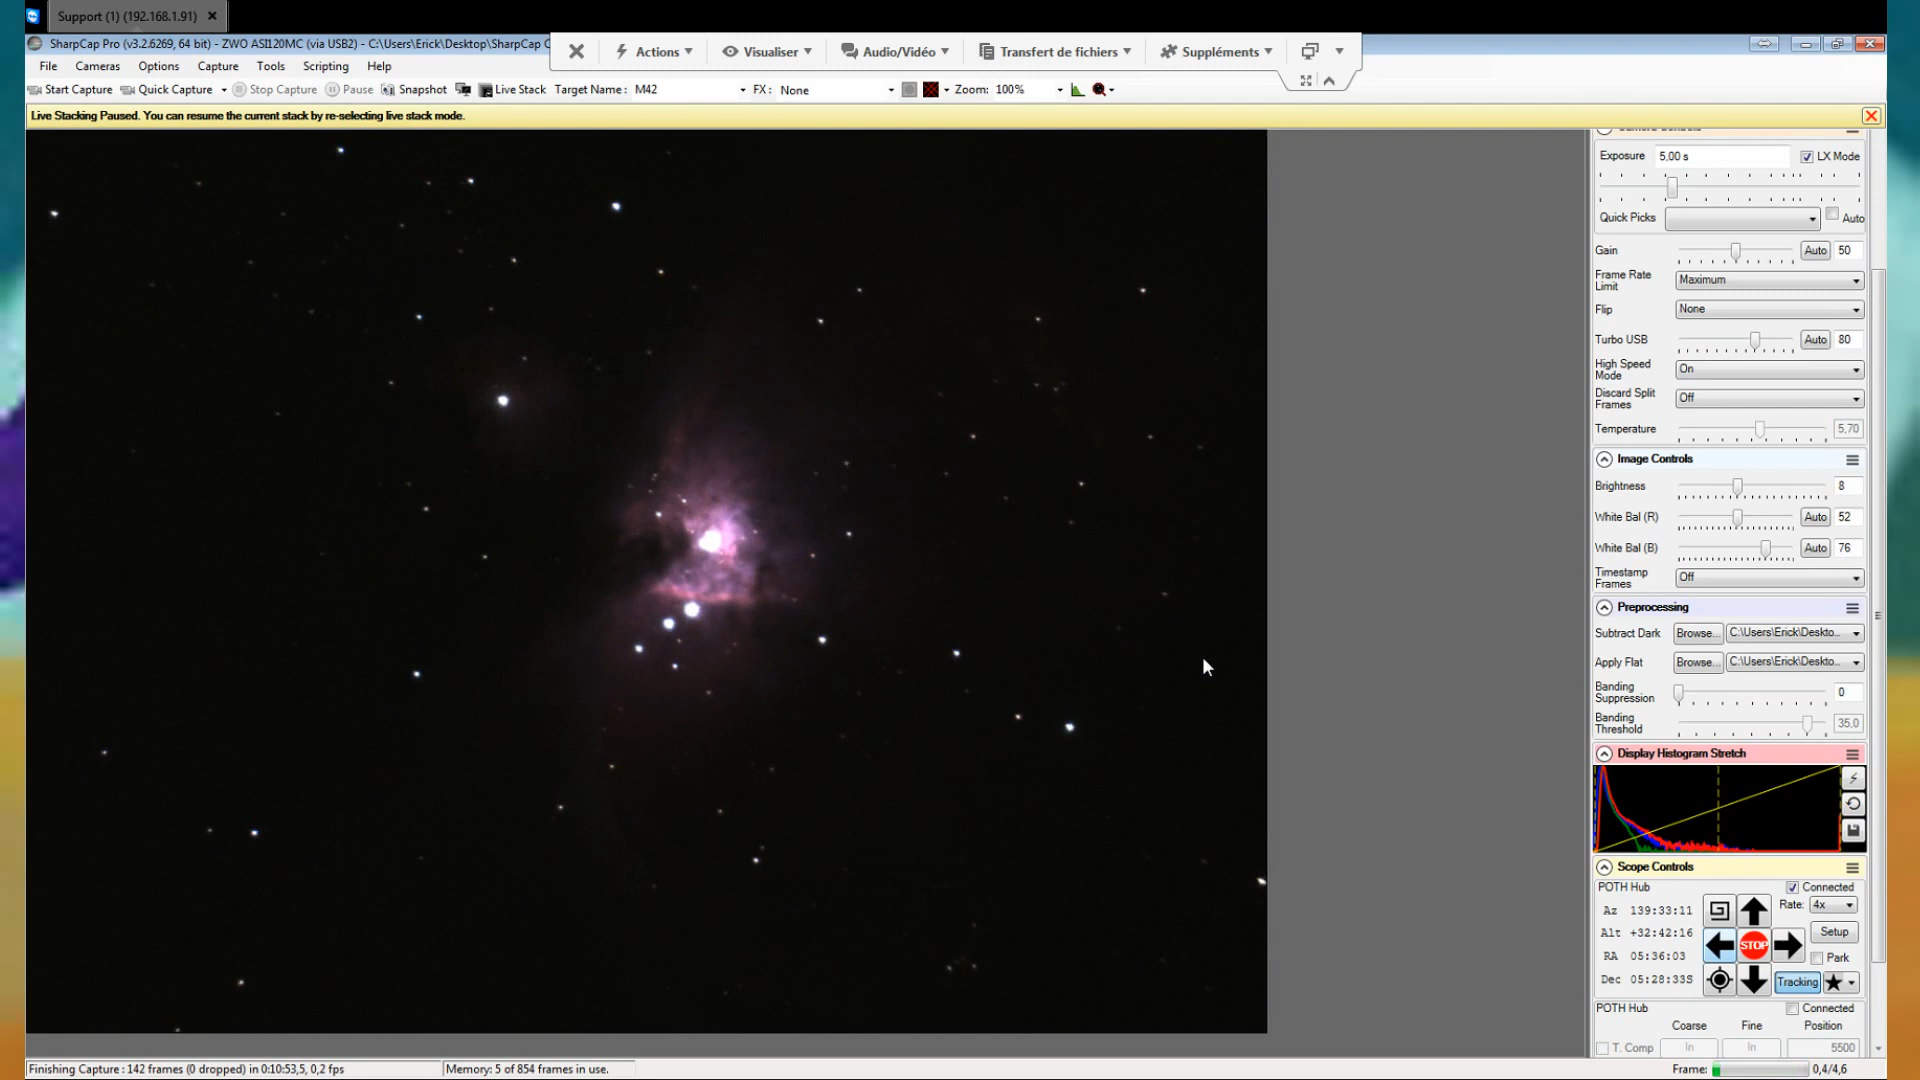 Support (1) (192.168.1.91)
SharpCap Pro (v3.2.6269, 64 bit) - ZWO ASI120MC (via USB2) - C:\Users\Erick\Desktop\SharpCap C
Actions
Visualiser
Audio/Vidéo
Transfert de fichiers
Suppléments
File Cameras Options Capture Tools Scripting Help
Start Capture Quick Capture Stop Capture Pause Snapshot Live Stack Target Name : M42 FX : None Zoom: 100%
Live Stacking Paused. You can resume the current stack by re-selecting live stack mode.
Exposure 5,00 s LX Mode
Quick Picks Auto
Gain Auto 50
Frame Rate Limit Maximum
Flip None
Turbo USB Auto 80
High Speed Mode On
Discard Split Frames Off
Temperature 5,70
Image Controls
Brightness 8
White Bal (R) Auto 52
White Bal (B) Auto 76
Timestamp Frames Off
Preprocessing
Subtract Dark Browse... C:\Users\Erick\Deskto...
Apply Flat Browse... C:\Users\Erick\Deskto...
Banding Suppression 0
Banding Threshold 35,0
Display Histogram Stretch
Scope Controls
POTH Hub Connected
Az 139:33:11 Rate: 4x
Alt +32:42:16 Setup
RA 05:36:03 STOP Park
Dec 05:28:33S Tracking
POTH Hub Connected
Coarse Fine Position
T. Comp In In 5500
Finishing Capture : 142 frames (0 dropped) in 0:10:53,5, 0,2 fps Memory: 5 of 854 frames in use. Frame: 0,4/4,6